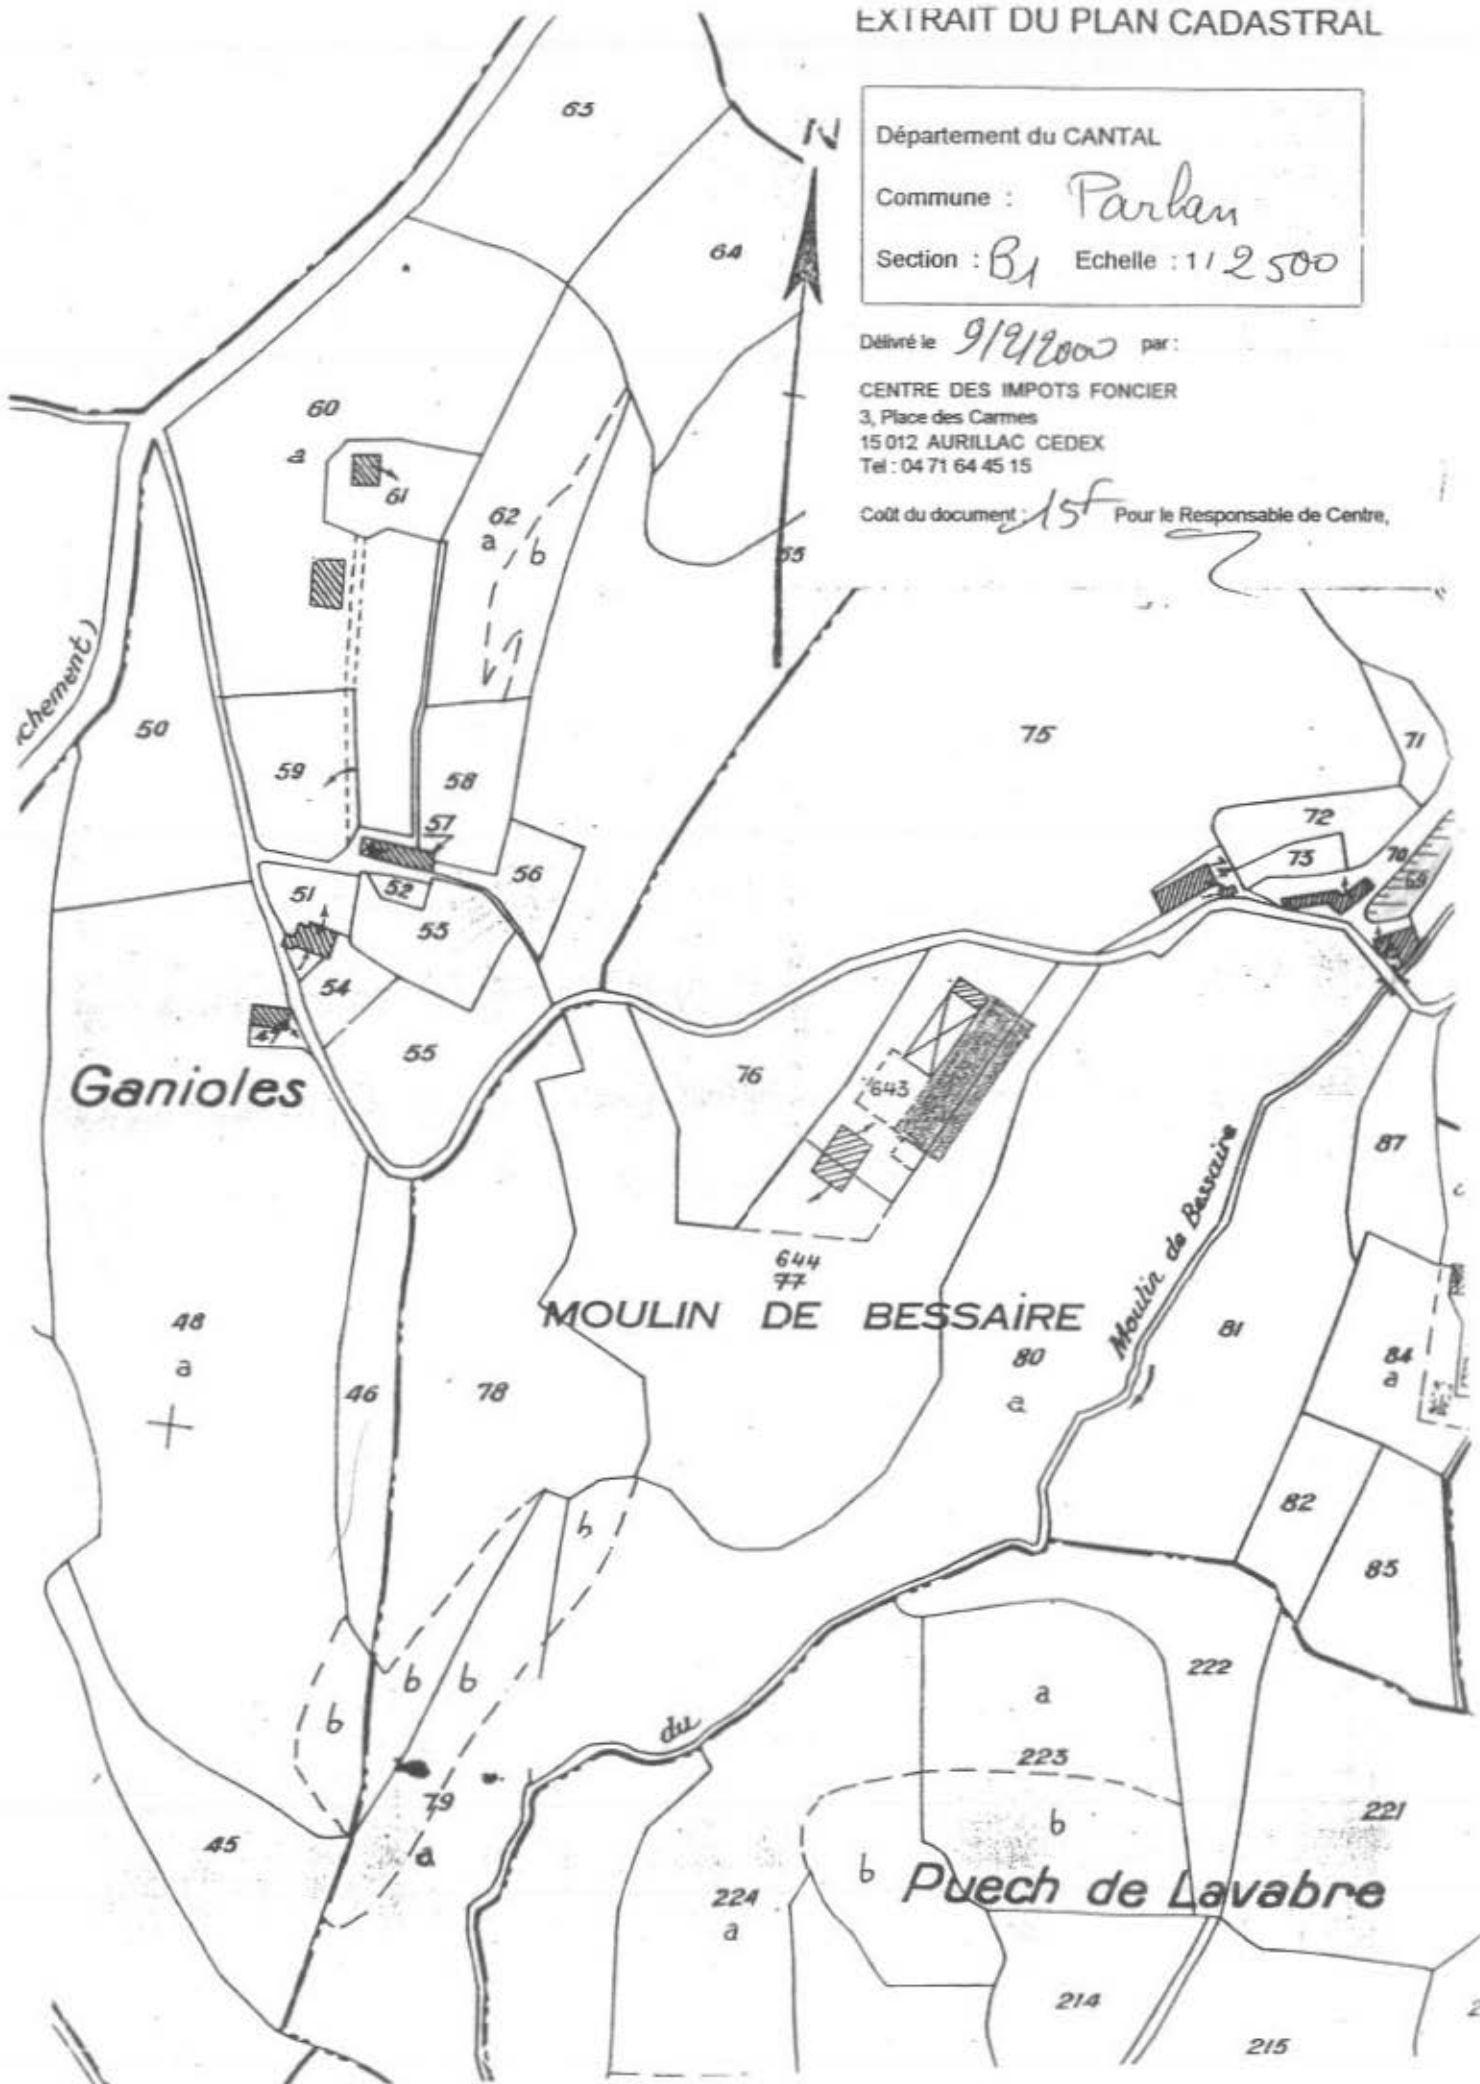 EXTRAIT DU PLAN CADASTRAL
Département du CANTAL
Commune : Parlan
Section : B1 Echelle : 1 / 2 500
Délivré le 9/2/2000 par :
CENTRE DES IMPOTS FONCIER
3, Place des Carmes
15 012 AURILLAC CEDEX
Tel : 04 71 64 45 15
Coût du document : 15f Pour le Responsable de Centre,
N
63
64
60
a
61
62
a
b
65
chement)
50
59
58
57
75
71
72
73
70
69
74
56
51
52
53
54
47
55
Ganioles
76
643
87
644
77
MOULIN DE BESSAIRE
Moulin de Bessaire
48
a
46
78
80
a
81
84
a
82
83
b
b
b
b
du
222
a
223
b
79
a
45
221
b
Puech de Lavabre
224
a
214
215